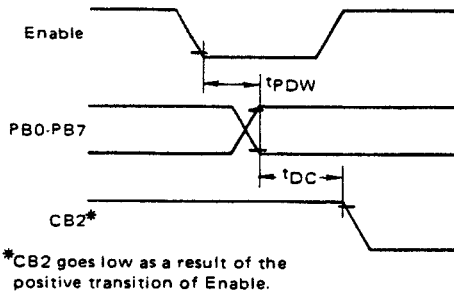 Enable
tPDW
PB0-PB7
tDC
CB2*
*CB2 goes low as a result of the
positive transition of Enable.